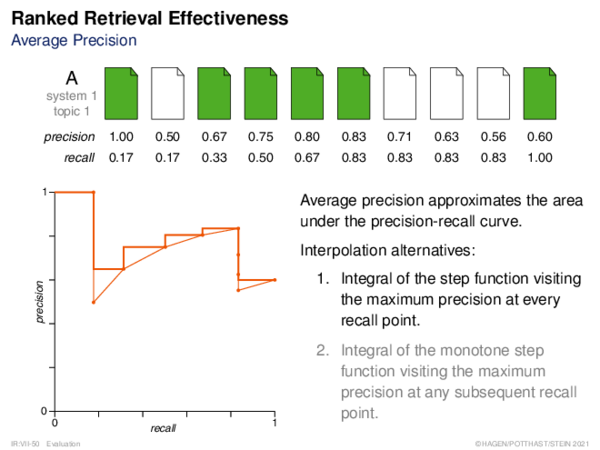 Ranked Retrieval Effectiveness
Average Precision
A
system 1
topic 1
precision 1.00 0.50 0.67 0.75 0.80 0.83 0.71 0.63 0.56 0.60
recall 0.17 0.17 0.33 0.50 0.67 0.83 0.83 0.83 0.83 1.00
1
precision
0
0
recall
1
Average precision approximates the area
under the precision-recall curve.
Interpolation alternatives:
1. Integral of the step function visiting
the maximum precision at every
recall point.
2. Integral of the monotone step
function visiting the maximum
precision at any subsequent recall
point.
IR:VII-50 Evaluation
©HAGEN/POTTHAST/STEIN 2021